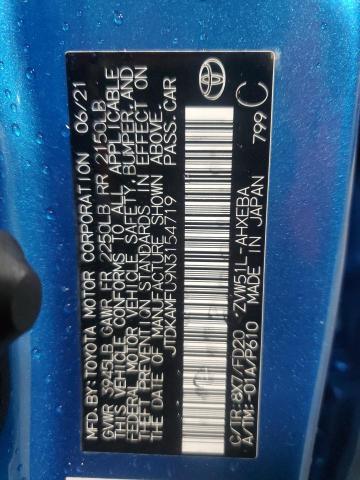 MFD. BY: TOYOTA MOTOR CORPORATION 06/21
GVWR 3945LB GAWR FR 2250LB RR 2150LB
THIS VEHICLE CONFORMS TO ALL APPLICABLE
FEDERAL MOTOR VEHICLE SAFETY, BUMPER, AND
THEFT PREVENTION STANDARDS IN EFFECT ON THE
DATE OF MANUFACTURE SHOWN ABOVE.
JTDKAMFU9N3154719 PASS.CAR
C/TR:8X7/FD20 ZVW51L-AHXEBA
A/TM:-01A/P610 MADE IN JAPAN 799 C